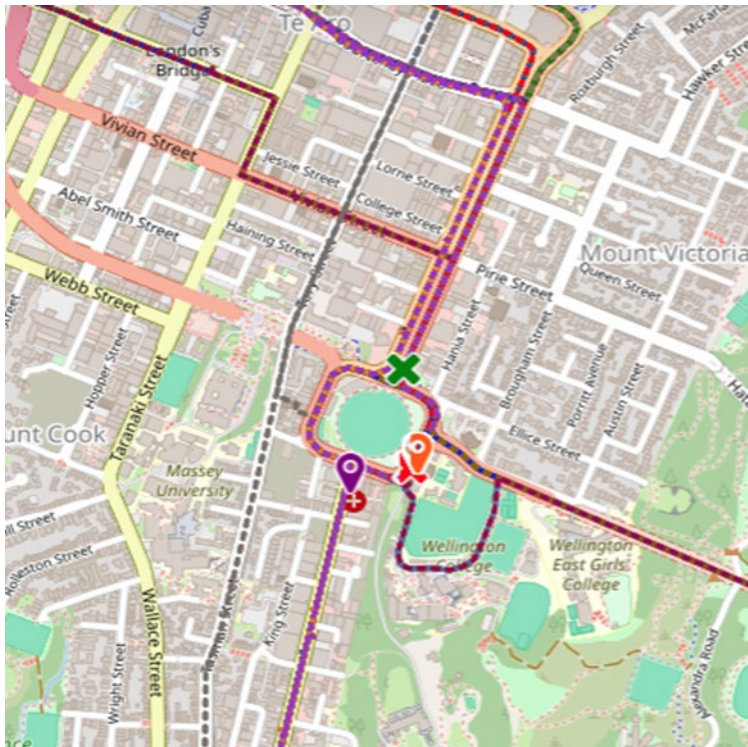 Te Aro
Cuba
London's
Bridge
Roxburgh Street
McFarla
Hawker Street
Vivian Street
Jessie Street
Lorne Street
College Street
Abel Smith Street
Haining Street
Mount Victoria
Queen Street
Pirie Street
Webb Street
Hania Street
Brougham Street
Porritt Avenue
Austin Street
Hopper Street
Taranaki Street
Ellice Street
unt Cook
Massey
University
Wellington
College
Wellington
East Girls'
College
Rolleston Street
Wallace Street
King Street
Wright Street
Alexandra Road